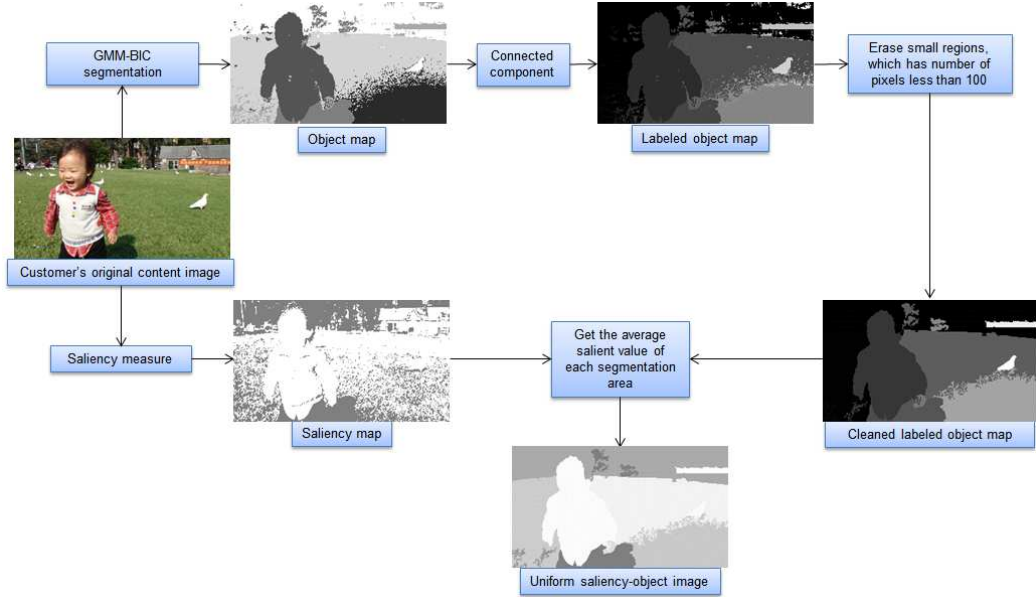 GMM-BIC
segmentation
Object map
Connected
component
Labeled object map
Erase small regions,
which has number of
pixels less than 100
Customer's original content image
Saliency measure
Saliency map
Get the average
salient value of
each segmentation
area
Cleaned labeled object map
Uniform saliency-object image